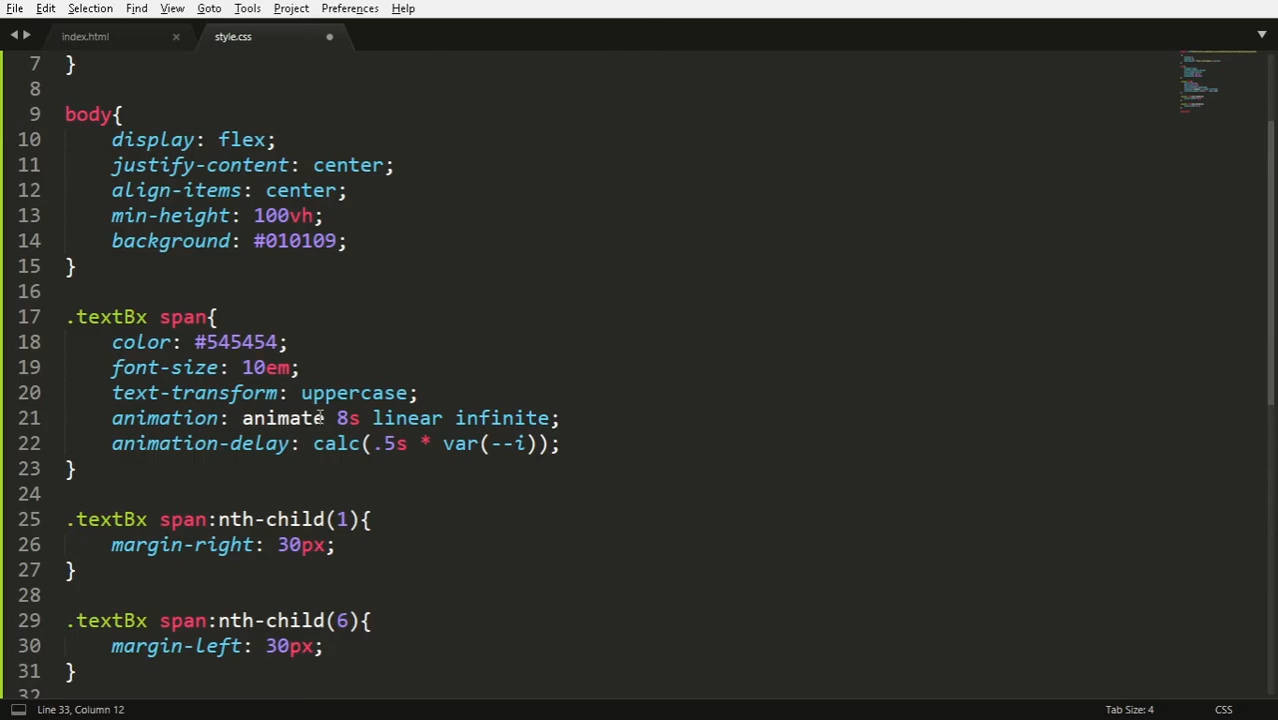 File Edit Selection Find View Goto Tools Project Preferences Help
index.html × style.css
7 }
8
9 body{
10 display: flex;
11 justify-content: center;
12 align-items: center;
13 min-height: 100vh;
14 background: #010109;
15 }
16
17 .textBx span{
18 color: #545454;
19 font-size: 10em;
20 text-transform: uppercase;
21 animation: animate 8s linear infinite;
22 animation-delay: calc(.5s * var(--i));
23 }
24
25 .textBx span:nth-child(1){
26 margin-right: 30px;
27 }
28
29 .textBx span:nth-child(6){
30 margin-left: 30px;
31 }
32
Line 33, Column 12 Tab Size: 4 CSS